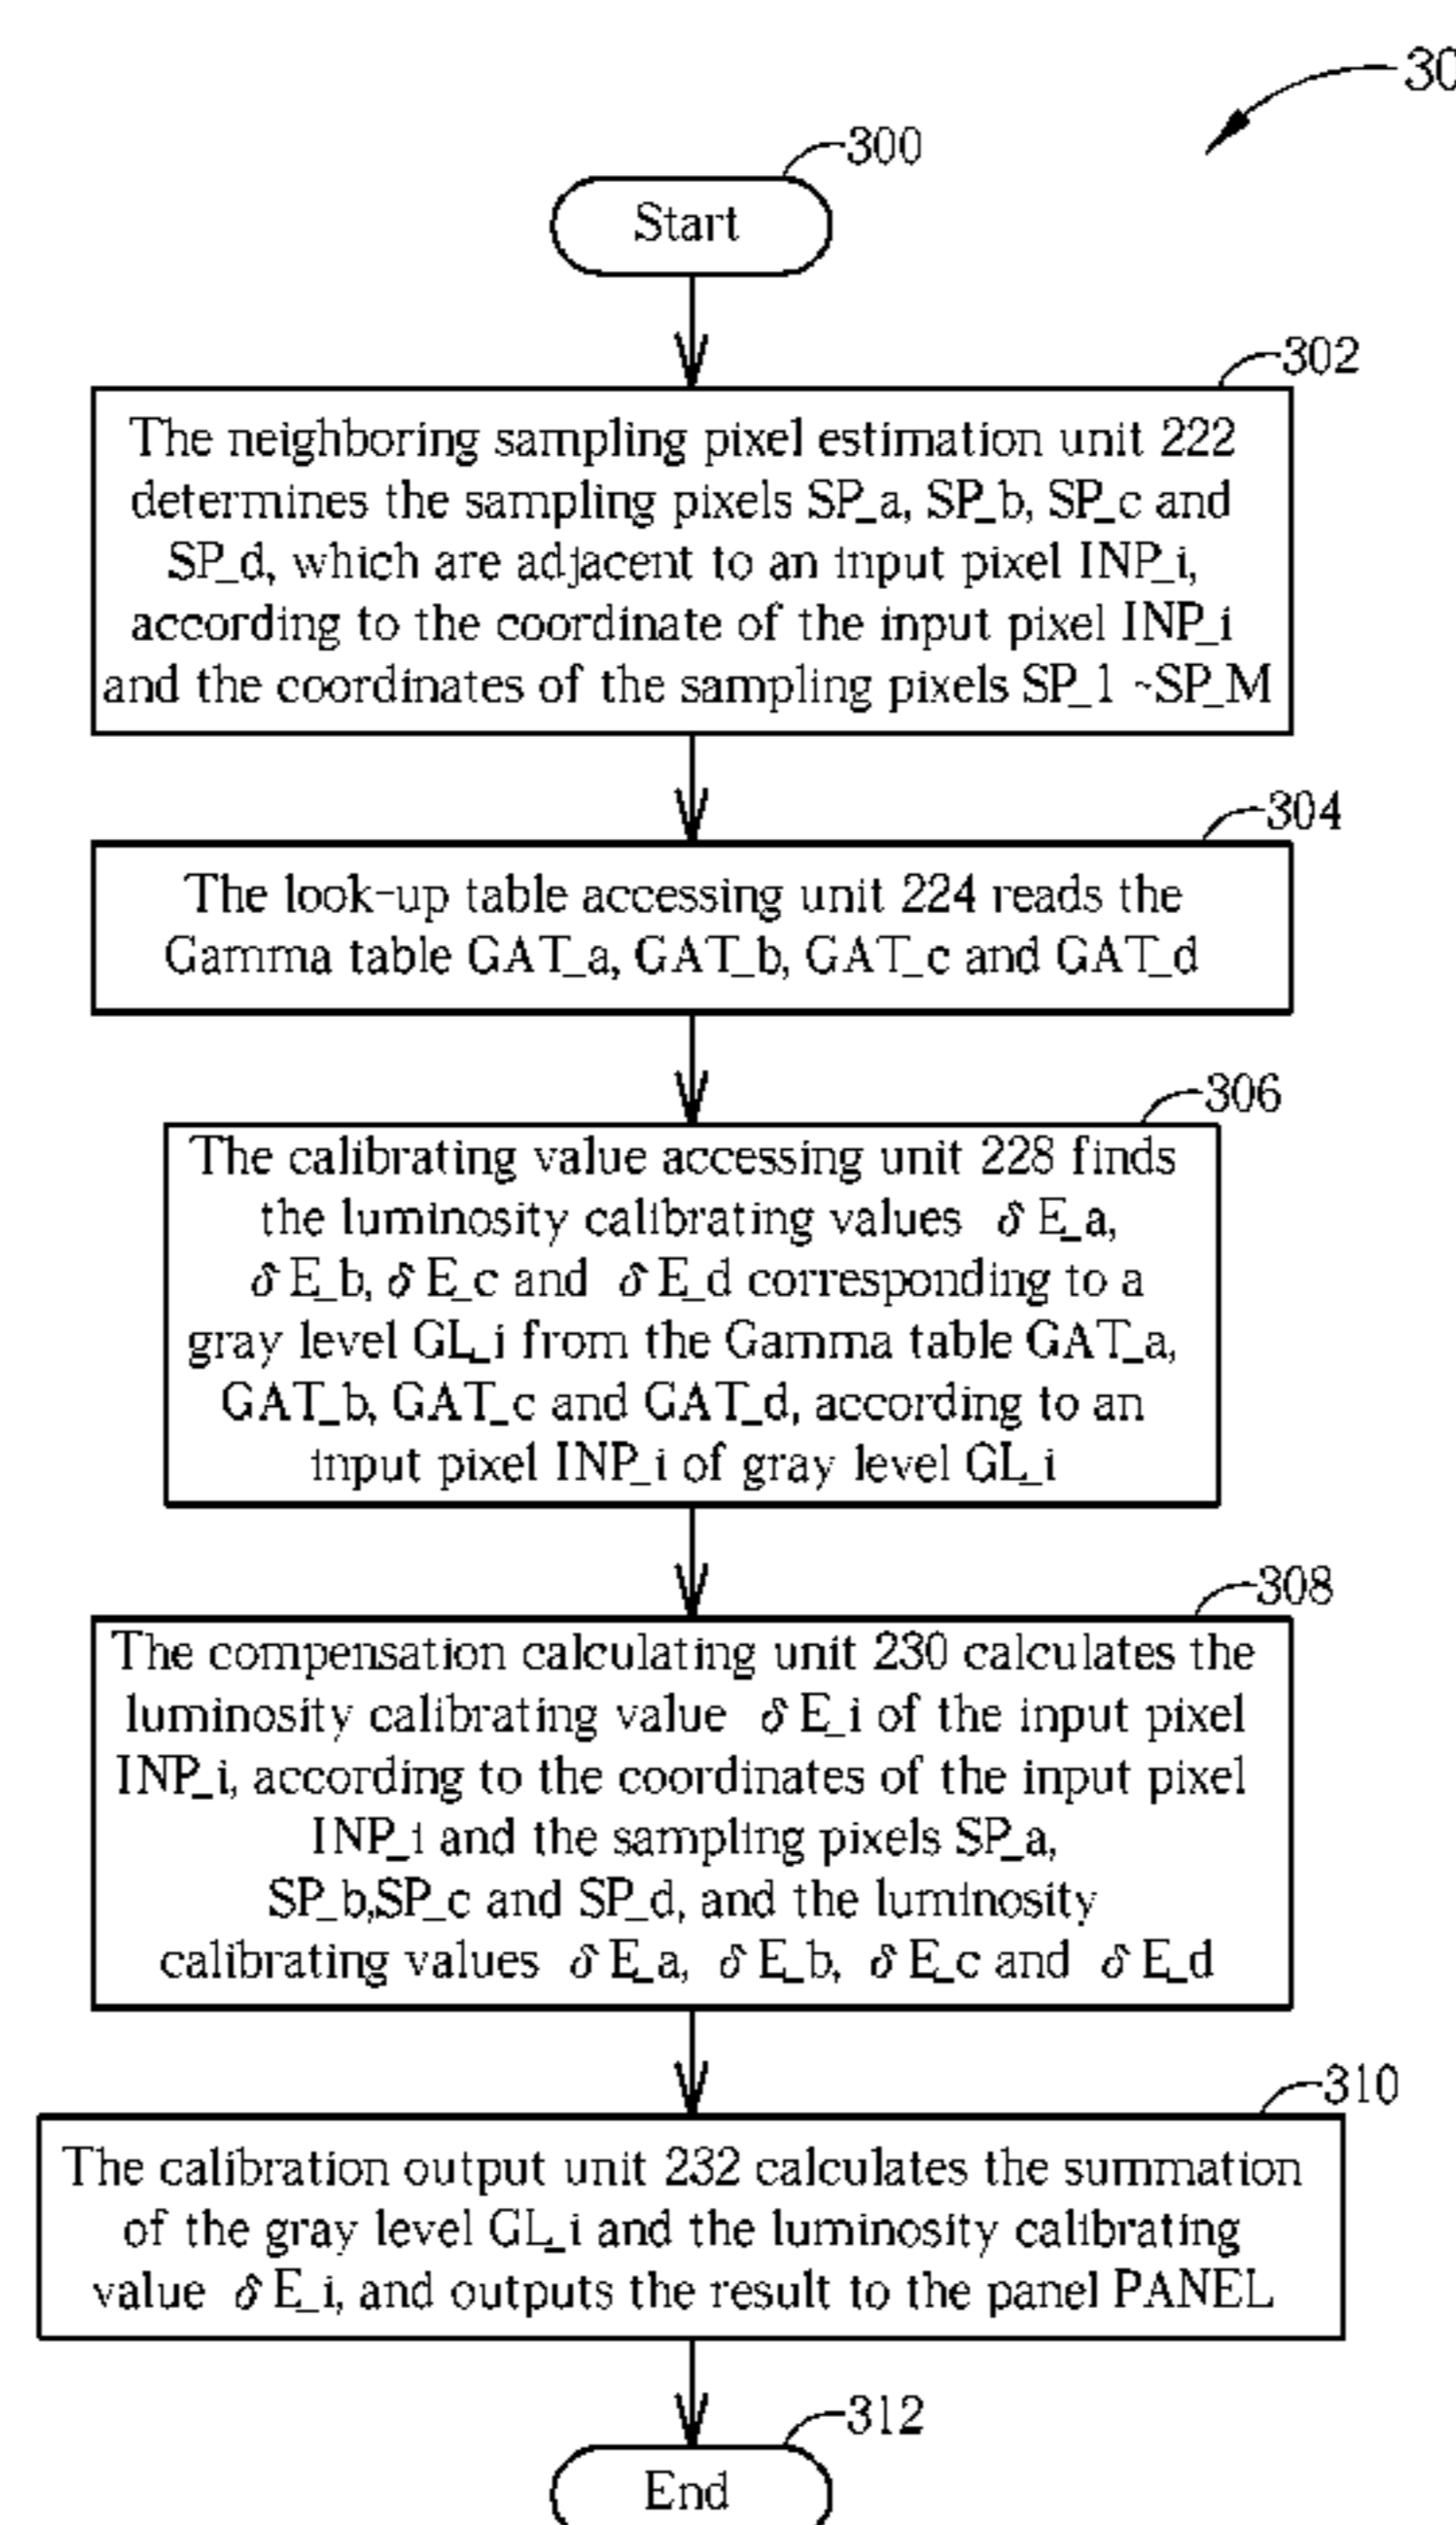 30
300
Start
302
The neighboring sampling pixel estimation unit 222
determines the sampling pixels SP_a, SP_b, SP_c and
SP_d, which are adjacent to an input pixel INP_i,
according to the coordinate of the input pixel INP_i
and the coordinates of the sampling pixels SP_1 ~SP_M
304
The look-up table accessing unit 224 reads the
Gamma table GAT_a, GAT_b, GAT_c and GAT_d
306
The calibrating value accessing unit 228 finds
the luminosity calibrating values δE_a,
δE_b, δE_c and δE_d corresponding to a
gray level GL_i from the Gamma table GAT_a,
GAT_b, GAT_c and GAT_d, according to an
input pixel INP_i of gray level GL_i
308
The compensation calculating unit 230 calculates the
luminosity calibrating value δE_i of the input pixel
INP_i, according to the coordinates of the input pixel
INP_i and the sampling pixels SP_a,
SP_b,SP_c and SP_d, and the luminosity
calibrating values δE_a, δE_b, δE_c and δE_d
310
The calibration output unit 232 calculates the summation
of the gray level GL_i and the luminosity calibrating
value δE_i, and outputs the result to the panel PANEL
312
End